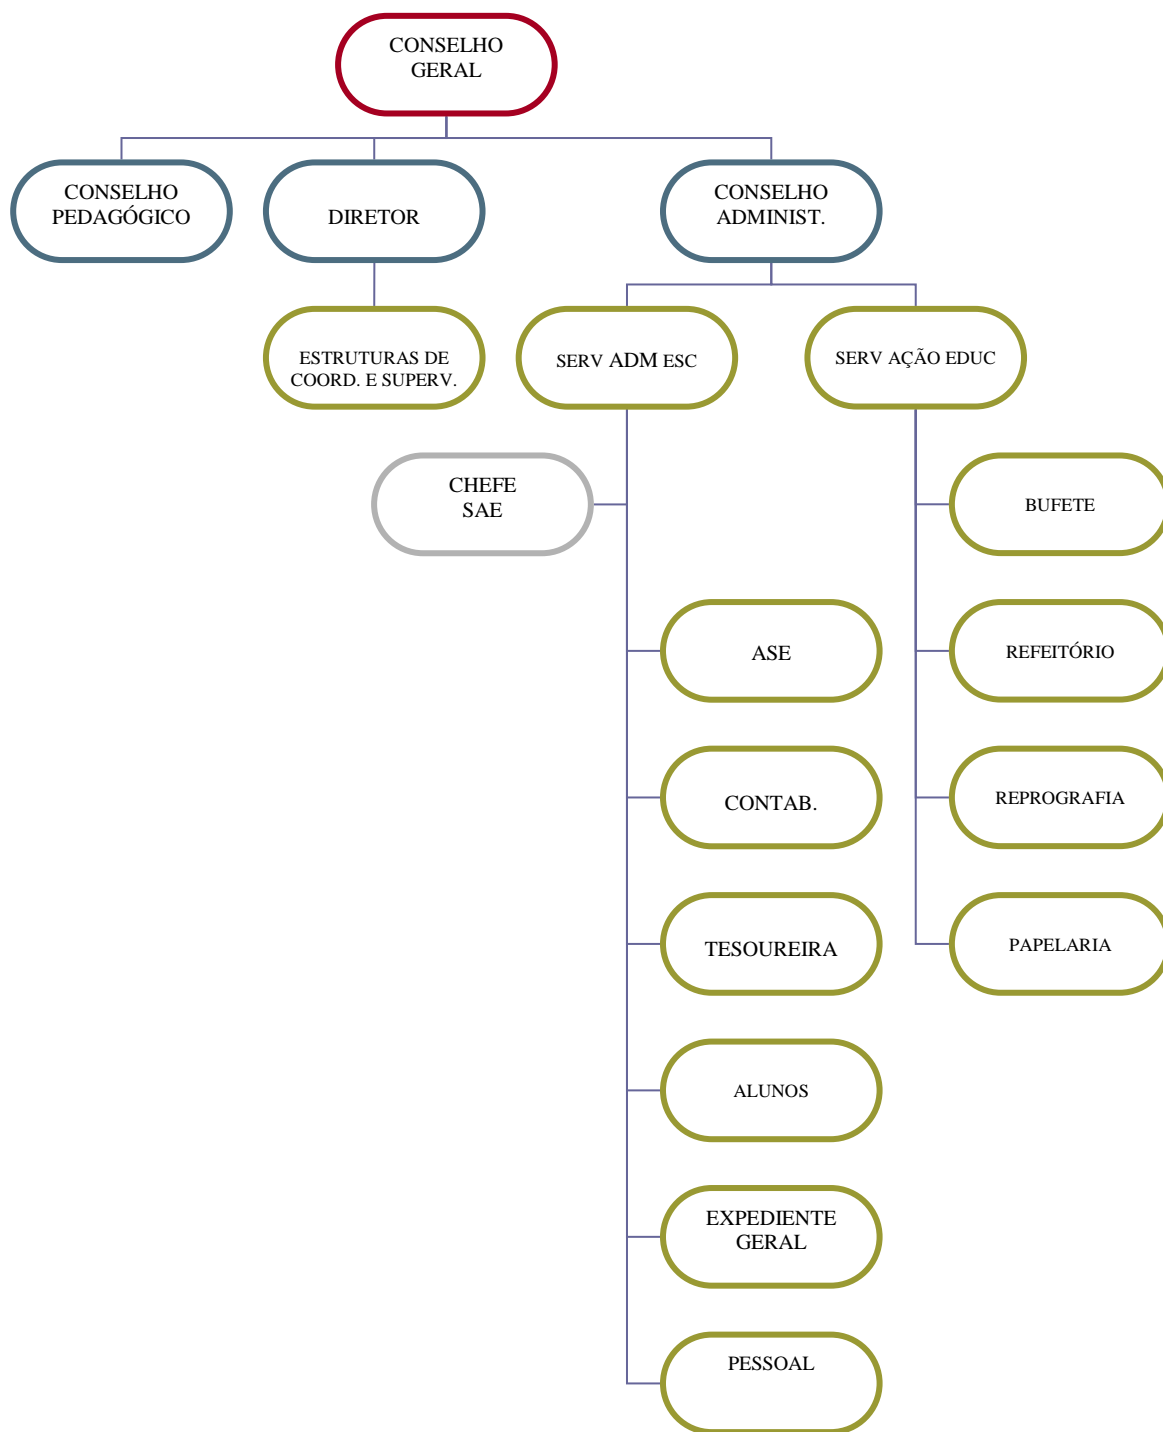 CONSELHO
GERAL
CONSELHO
PEDAGÓGICO
DIRETOR
CONSELHO
ADMINIST.
ESTRUTURAS DE
COORD. E SUPERV.
SERV ADM ESC
SERV AÇÃO EDUC
CHEFE
SAE
BUFETE
ASE
REFEITÓRIO
CONTAB.
REPROGRAFIA
TESOUREIRA
PAPELARIA
ALUNOS
EXPEDIENTE
GERAL
PESSOAL